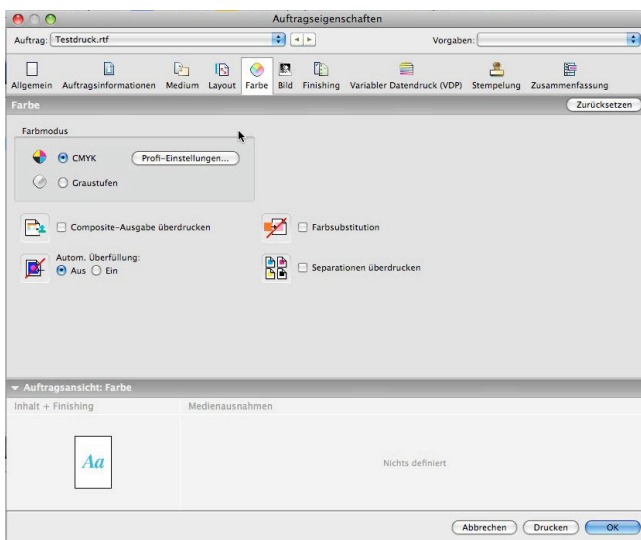 Auftragseigenschaften
Auftrag: Testdruck.rtf Vorgaben:
Allgemein Auftragsinformationen Medium Layout Farbe Bild Finishing Variabler Datendruck (VDP) Stempelung Zusammenfassung
Farbe Zurücksetzen
Farbmodus
CMYK Profi-Einstellungen...
Graustufen
Composite-Ausgabe überdrucken Farbsubstitution
Autom. Überfüllung:
Aus Ein Separationen überdrucken
Auftragsansicht: Farbe
Inhalt + Finishing Medienausnahmen
Aa Nichts definiert
Abbrechen Drucken OK